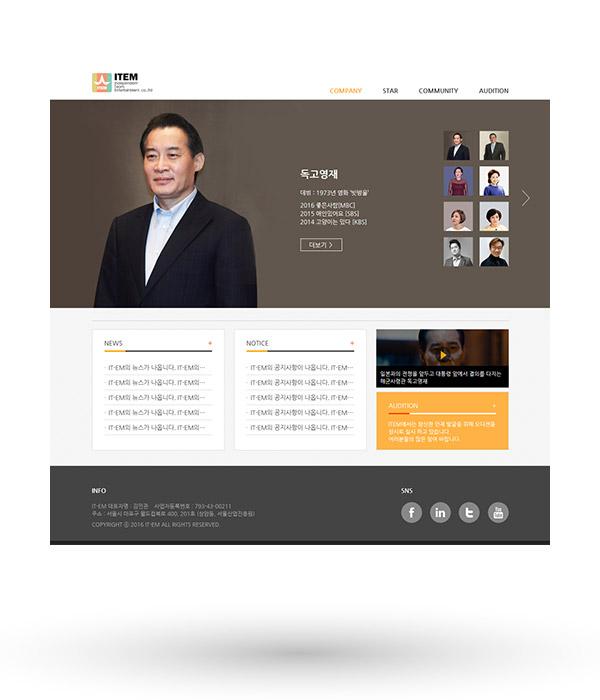 ITEM
Independent
Team
Entertainment. co.,ltd
ITEM
COMPANY STAR COMMUNITY AUDITION
독고영재
데뷔 : 1973년 영화 '빗방울'
2016 좋은사람[MBC]
2015 애인있어요 [SBS]
2014 고양이는 있다 [KBS]
더보기 >
NEWS +
· IT·EM의 뉴스가 나옵니다. IT·EM의···
· IT·EM의 뉴스가 나옵니다. IT·EM의···
· IT·EM의 뉴스가 나옵니다. IT·EM의···
· IT·EM의 뉴스가 나옵니다. IT·EM의···
· IT·EM의 뉴스가 나옵니다. IT·EM의···
NOTICE +
· IT·EM의 공지사항이 나옵니다. IT·EM···
· IT·EM의 공지사항이 나옵니다. IT·EM···
· IT·EM의 공지사항이 나옵니다. IT·EM···
· IT·EM의 공지사항이 나옵니다. IT·EM···
· IT·EM의 공지사항이 나옵니다. IT·EM···
일본과의 전쟁을 앞두고 대통령 앞에서 결의를 다지는
해군사령관 독고영재
AUDITION +
ITEM에서는 참신한 인재 발굴을 위해 오디션을
상시로 실시 하고 있습니다.
여러분들의 많은 참여 바랍니다.
INFO
IT·EM 대표자명 : 김민관 사업자등록번호 : 793-43-00211
주소 : 서울시 마포구 월드컵북로 400, 201호 (상암동, 서울산업진흥원)
COPYRIGHT ⓒ 2016 IT·EM ALL RIGHTS RESERVED.
SNS
f in t You Tube